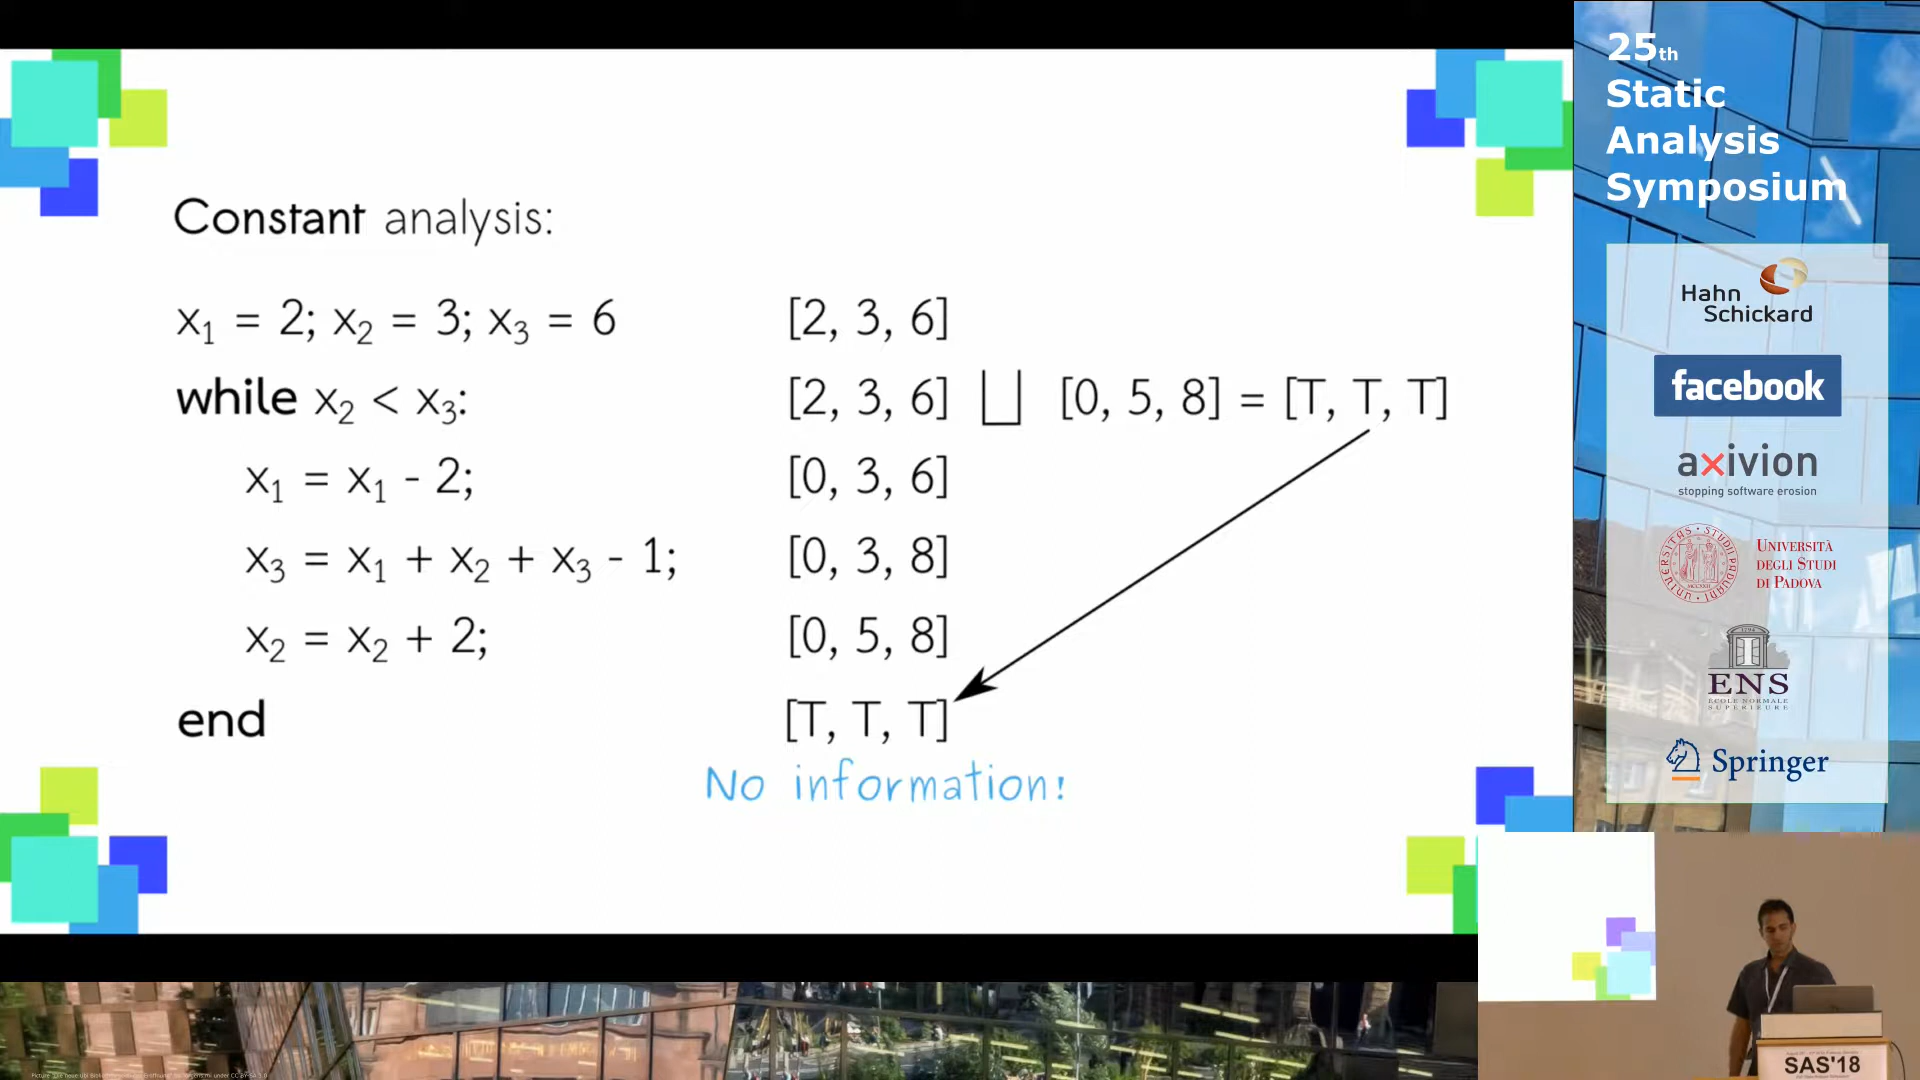 Constant analysis:
x₁ = 2; x₂ = 3; x₃ = 6 [2, 3, 6]
while x₂ < x₃: [2, 3, 6] ⊔ [0, 5, 8] = [T, T, T]
x₁ = x₁ - 2; [0, 3, 6]
x₃ = x₁ + x₂ + x₃ - 1; [0, 3, 8]
x₂ = x₂ + 2; [0, 5, 8]
end [T, T, T]
No information!
25th
Static
Analysis
Symposium
Hahn
Schickard
facebook
axivion
stopping software erosion
UNIVERSITÀ
DEGLI STUDI
DI PADOVA
ENS
ECOLE NORMALE
SUPERIEURE
Springer
SAS'18